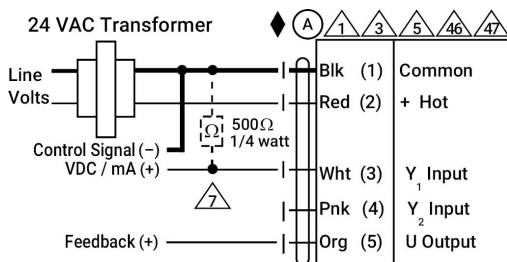 24 VAC Transformer
A 1 3 5 46 47
Line Volts
Blk (1) Common
Red (2) + Hot
Ω 500Ω 1/4 watt
Control Signal (−)
VDC / mA (+)
Wht (3) Y1 Input
7
Pnk (4) Y2 Input
Feedback (+)
Org (5) U Output